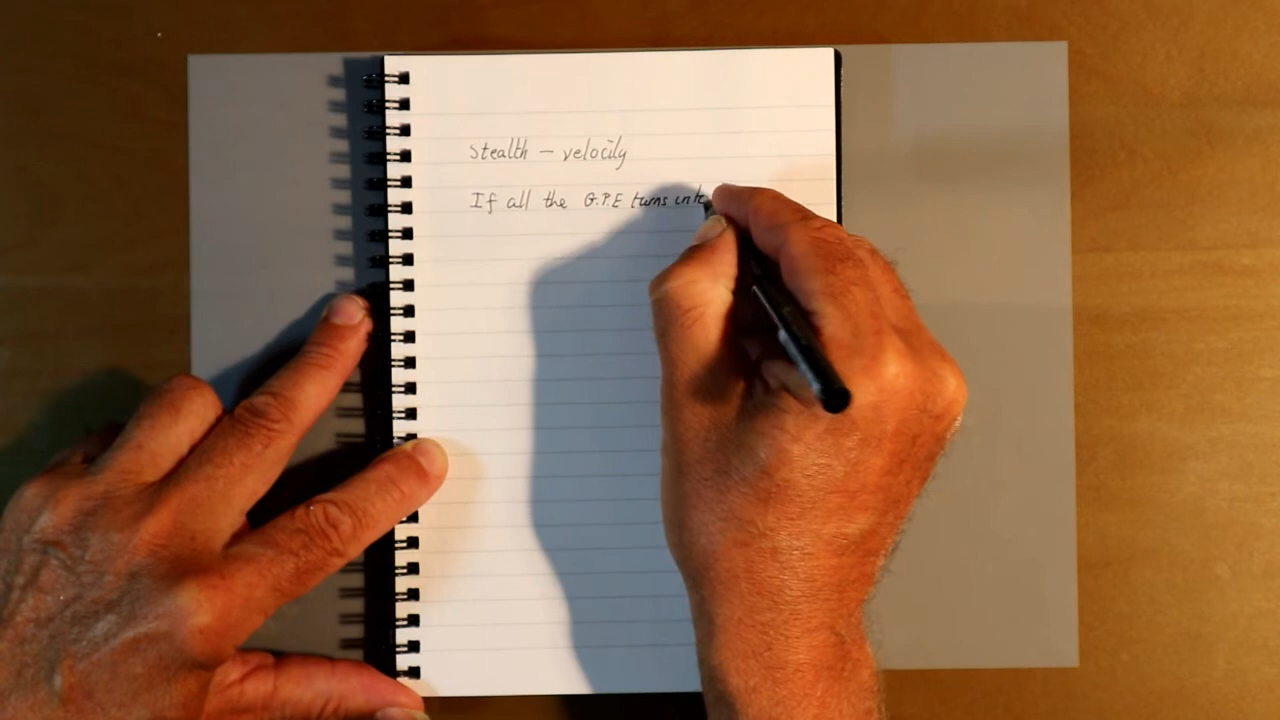 Stealth – velocity
If all the G.P.E turns into